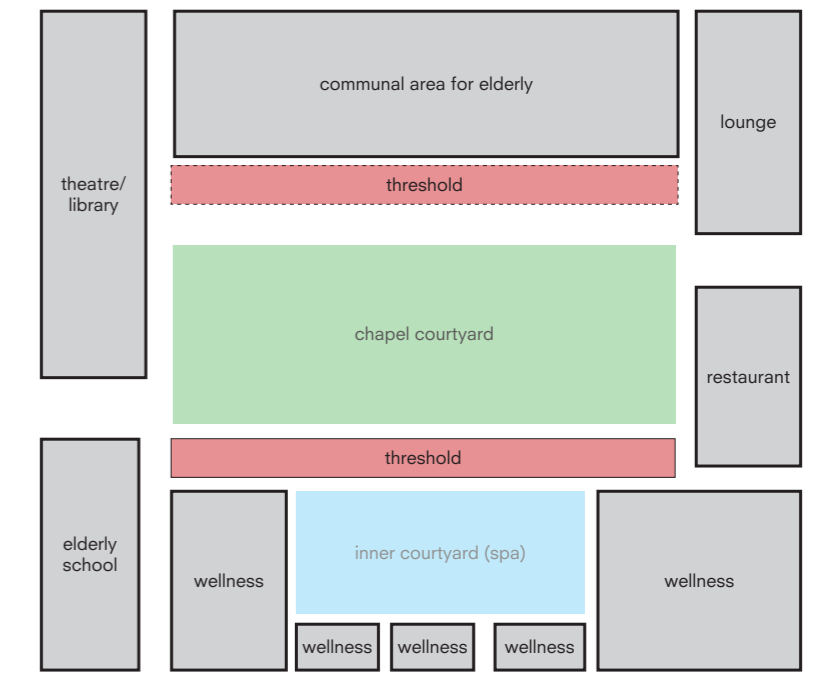 communal area for elderly
lounge
theatre/
library
threshold
chapel courtyard
restaurant
threshold
elderly
school
inner courtyard (spa)
wellness
wellness
wellness
wellness
wellness